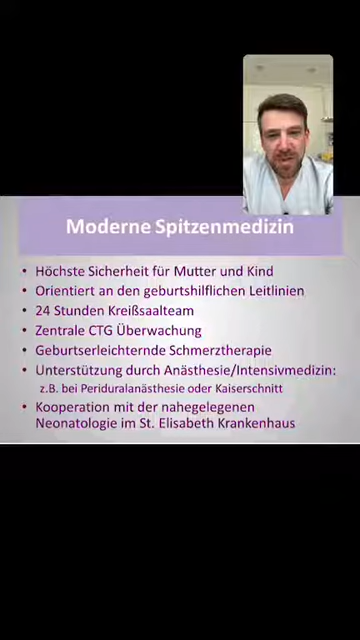 Moderne Spitzenmedizin
• Höchste Sicherheit für Mutter und Kind
• Orientiert an den geburtshilflichen Leitlinien
• 24 Stunden Kreißsaalteam
• Zentrale CTG Überwachung
• Geburtserleichternde Schmerztherapie
• Unterstützung durch Anästhesie/Intensivmedizin:
z.B. bei Periduralanästhesie oder Kaiserschnitt
• Kooperation mit der nahegelegenen
Neonatologie im St. Elisabeth Krankenhaus